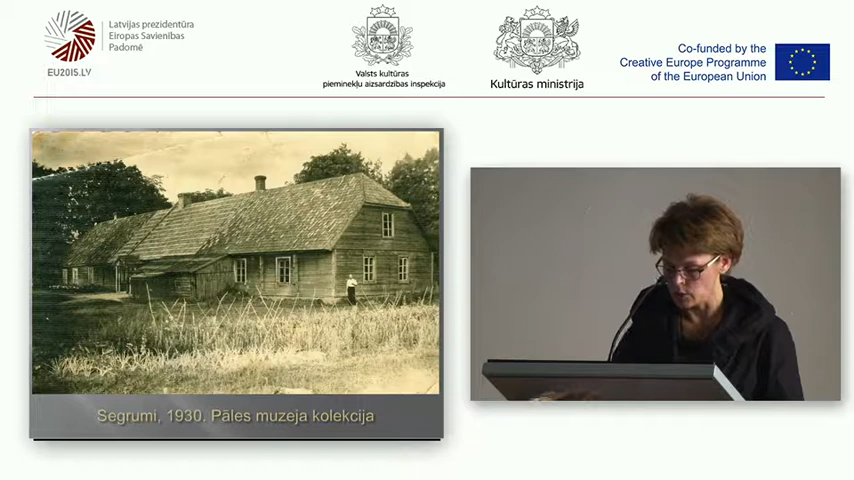 Latvijas prezidentūra
Eiropas Savienības
Padomē
EU2015.LV
Valsts kultūras
pieminekļu aizsardzības inspekcija
Kultūras ministrija
Co-funded by the
Creative Europe Programme
of the European Union
Segrumi, 1930. Pāles muzeja kolekcija